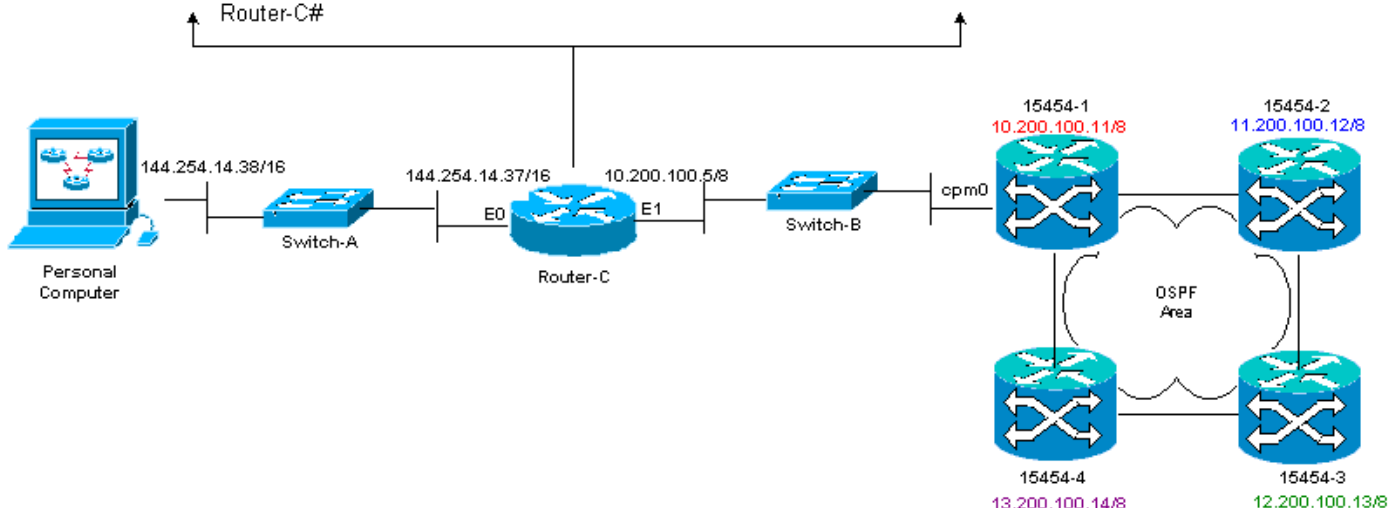 Router-C#
15454-1
10.200.100.11/8
15454-2
11.200.100.12/8
144.254.14.38/16
144.254.14.37/16
10.200.100.5/8
cpm0
E0
E1
Switch-A
Switch-B
Personal
Computer
Router-C
OSPF
Area
15454-4
13.200.100.14/8
15454-3
12.200.100.13/8